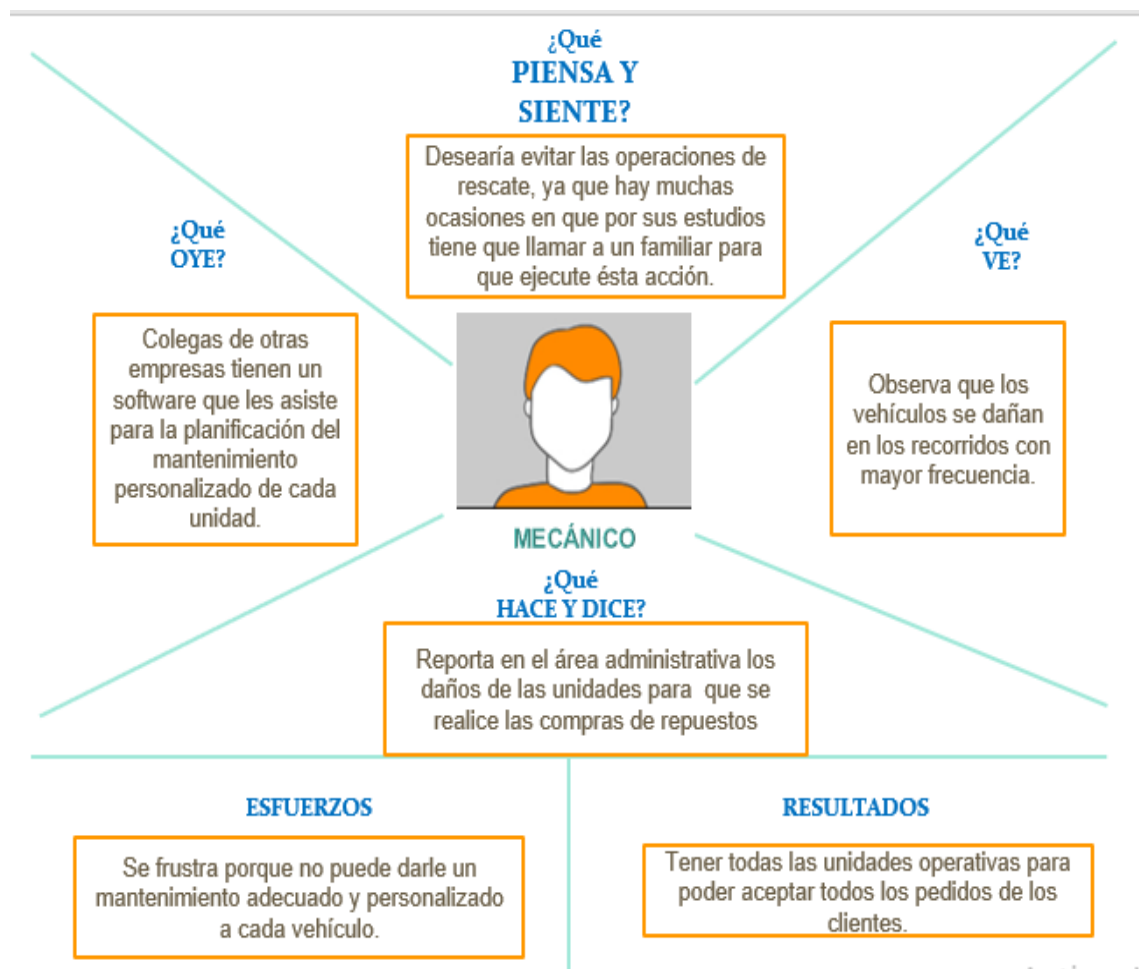 ¿Qué
PIENSA Y
SIENTE?
Desearía evitar las operaciones de
rescate, ya que hay muchas
ocasiones en que por sus estudios
tiene que llamar a un familiar para
que ejecute ésta acción.
¿Qué
OYE?
Colegas de otras
empresas tienen un
software que les asiste
para la planificación del
mantenimiento
personalizado de cada
unidad.
¿Qué
VE?
Observa que los
vehículos se dañan
en los recorridos con
mayor frecuencia.
MECÁNICO
¿Qué
HACE Y DICE?
Reporta en el área administrativa los
daños de las unidades para que se
realice las compras de repuestos
ESFUERZOS
Se frustra porque no puede darle un
mantenimiento adecuado y personalizado
a cada vehículo.
RESULTADOS
Tener todas las unidades operativas para
poder aceptar todos los pedidos de los
clientes.